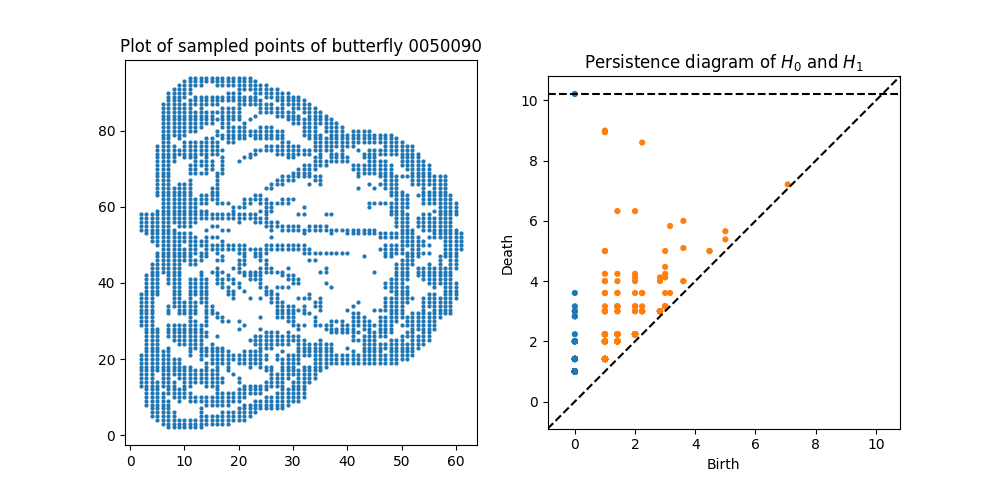 Plot of sampled points of butterfly 0050090
80
60
40
20
0
0 10 20 30 40 50 60
Persistence diagram of H₀ and H₁
Death
10
8
6
4
2
0
0 2 4 6 8 10
Birth